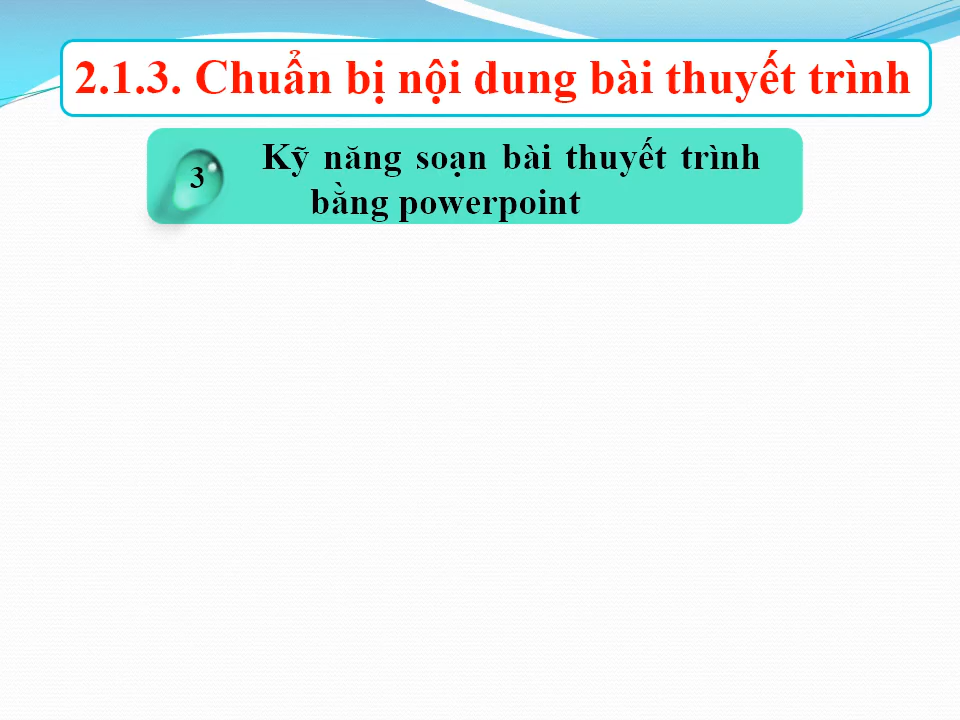 2.1.3. Chuẩn bị nội dung bài thuyết trình
3
Kỹ năng soạn bài thuyết trình
bằng powerpoint